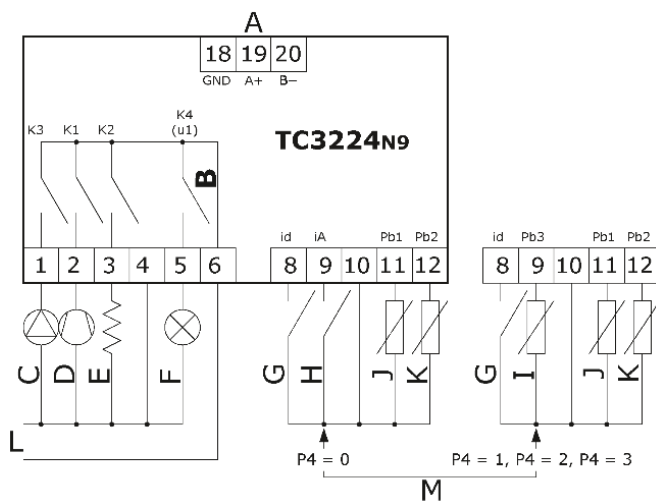 A
18 19 20
GND A+ B−
K3 K1 K2 K4
(u1)
TC3224N9
B
id iA Pb1 Pb2 id Pb3 Pb1 Pb2
1 2 3 4 5 6 8 9 10 11 12 8 9 10 11 12
C D E F G H J K G I J K
L
P4 = 0 P4 = 1, P4 = 2, P4 = 3
M